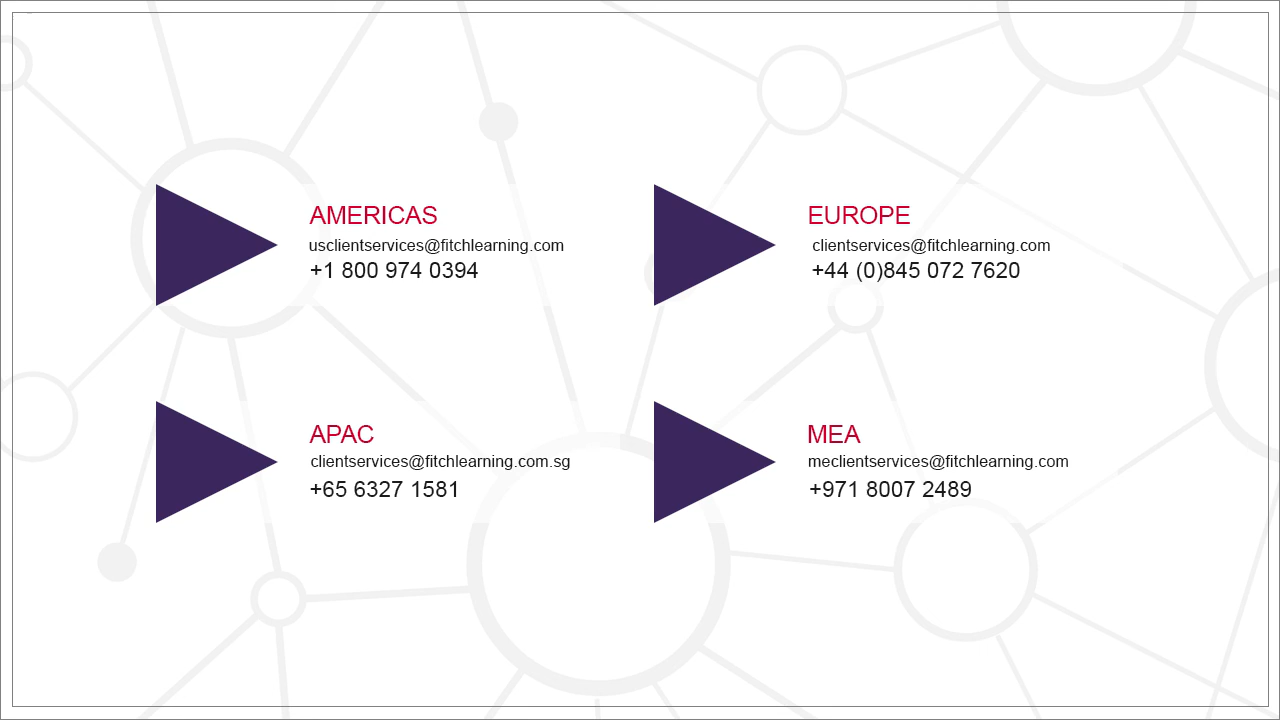 AMERICAS
usclientservices@fitchlearning.com
+1 800 974 0394
EUROPE
clientservices@fitchlearning.com
+44 (0)845 072 7620
APAC
clientservices@fitchlearning.com.sg
+65 6327 1581
MEA
meclientservices@fitchlearning.com
+971 8007 2489